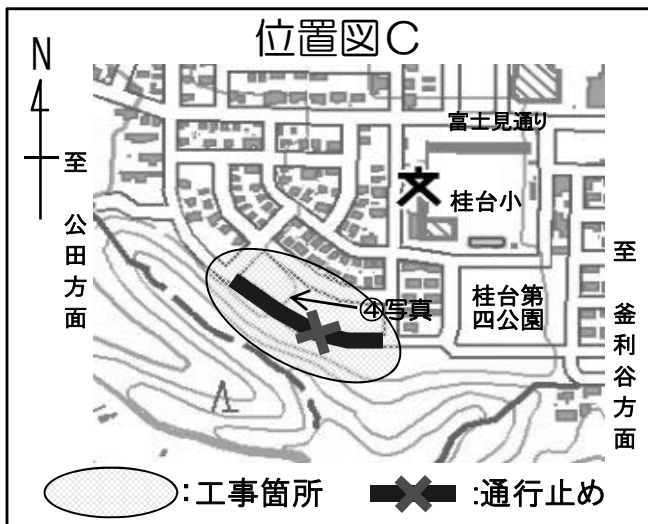 位置図C
N
富士見通り
至 公田方面
桂台小
至 釜利谷方面
桂台第
四公園
④写真
:工事箇所
:通行止め